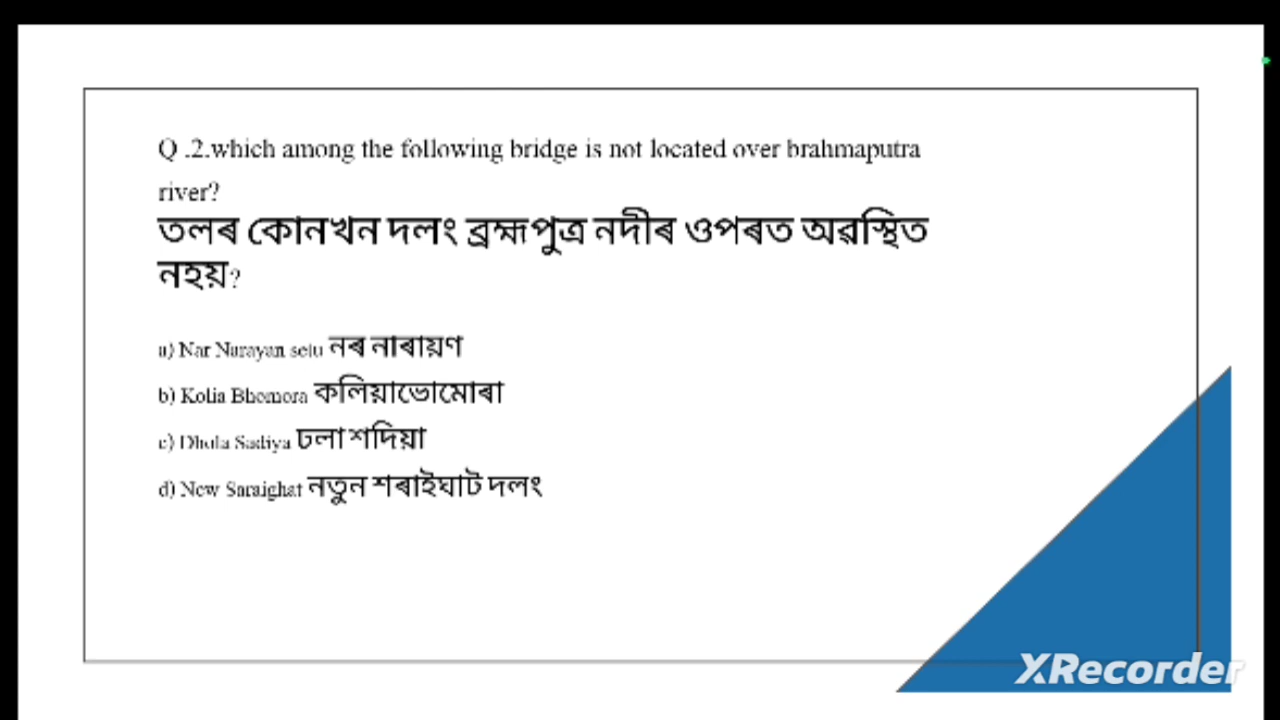 Q .2.which among the following bridge is not located over brahmaputra
river?
তলৰ কোনখন দলং ব্ৰহ্মপুত্ৰ নদীৰ ওপৰত অৱস্থিত
নহয়?
a) Nar Narayan setu নৰ নাৰায়ণ
b) Kolia Bhomora কলিয়াভোমোৰা
c) Dhola Sadiya ঢলা শদিয়া
d) New Saraighat নতুন শৰাইঘাট দলং
XRecorder